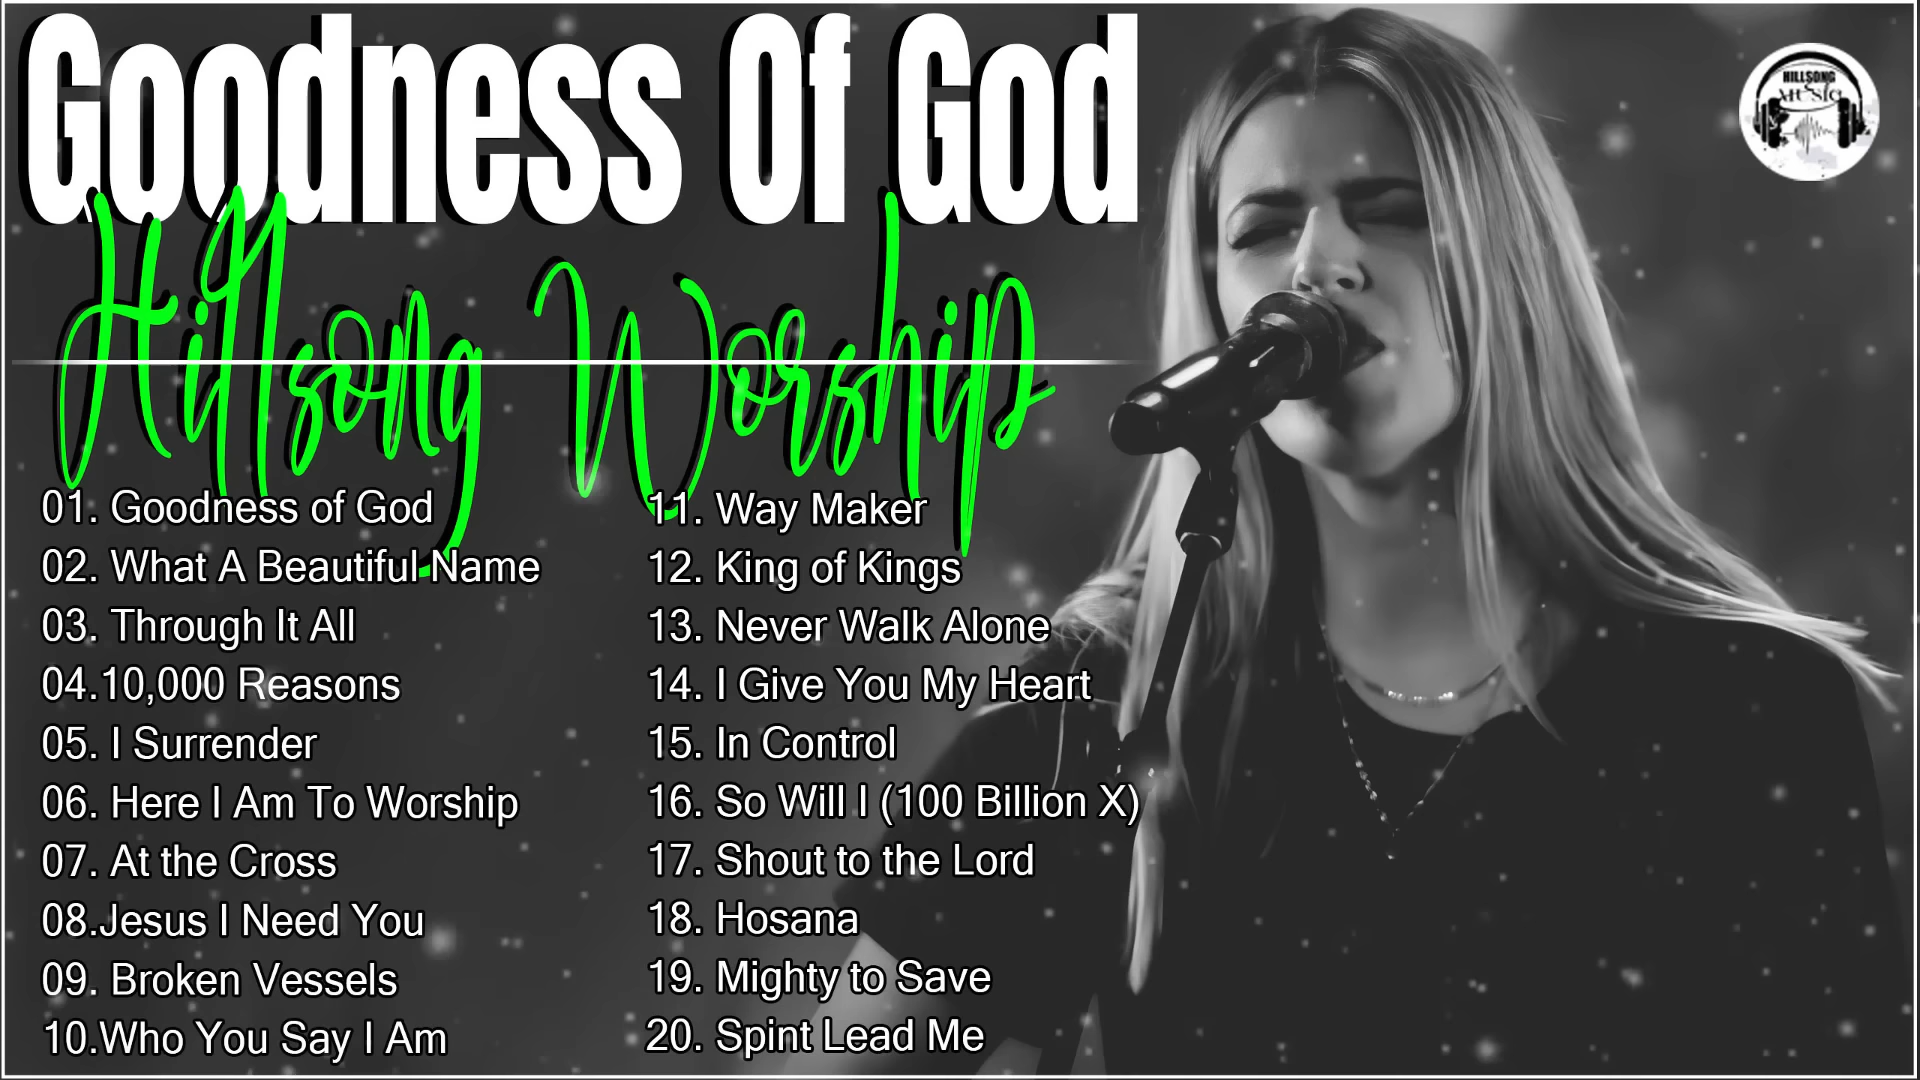 Goodness Of God
Hillsong Worship
HILLSONG
MUSIC
01. Goodness of God
02. What A Beautiful Name
03. Through It All
04.10,000 Reasons
05. I Surrender
06. Here I Am To Worship
07. At the Cross
08.Jesus I Need You
09. Broken Vessels
10.Who You Say I Am
11. Way Maker
12. King of Kings
13. Never Walk Alone
14. I Give You My Heart
15. In Control
16. So Will I (100 Billion X)
17. Shout to the Lord
18. Hosana
19. Mighty to Save
20. Spint Lead Me